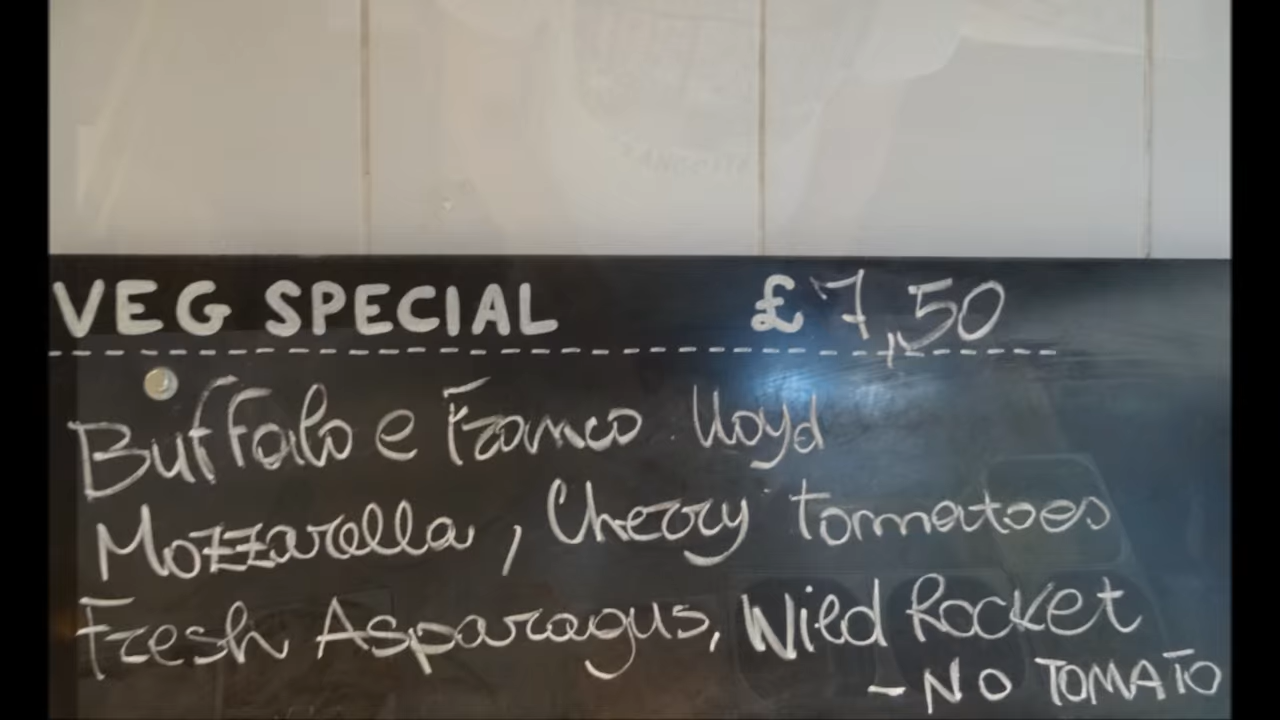 VEG SPECIAL £7,50
Buffalo e Franco Lloyd
Mozzarella, Cherry tomatoes
Fresh Asparagus, Wild Rocket
- NO TOMATO